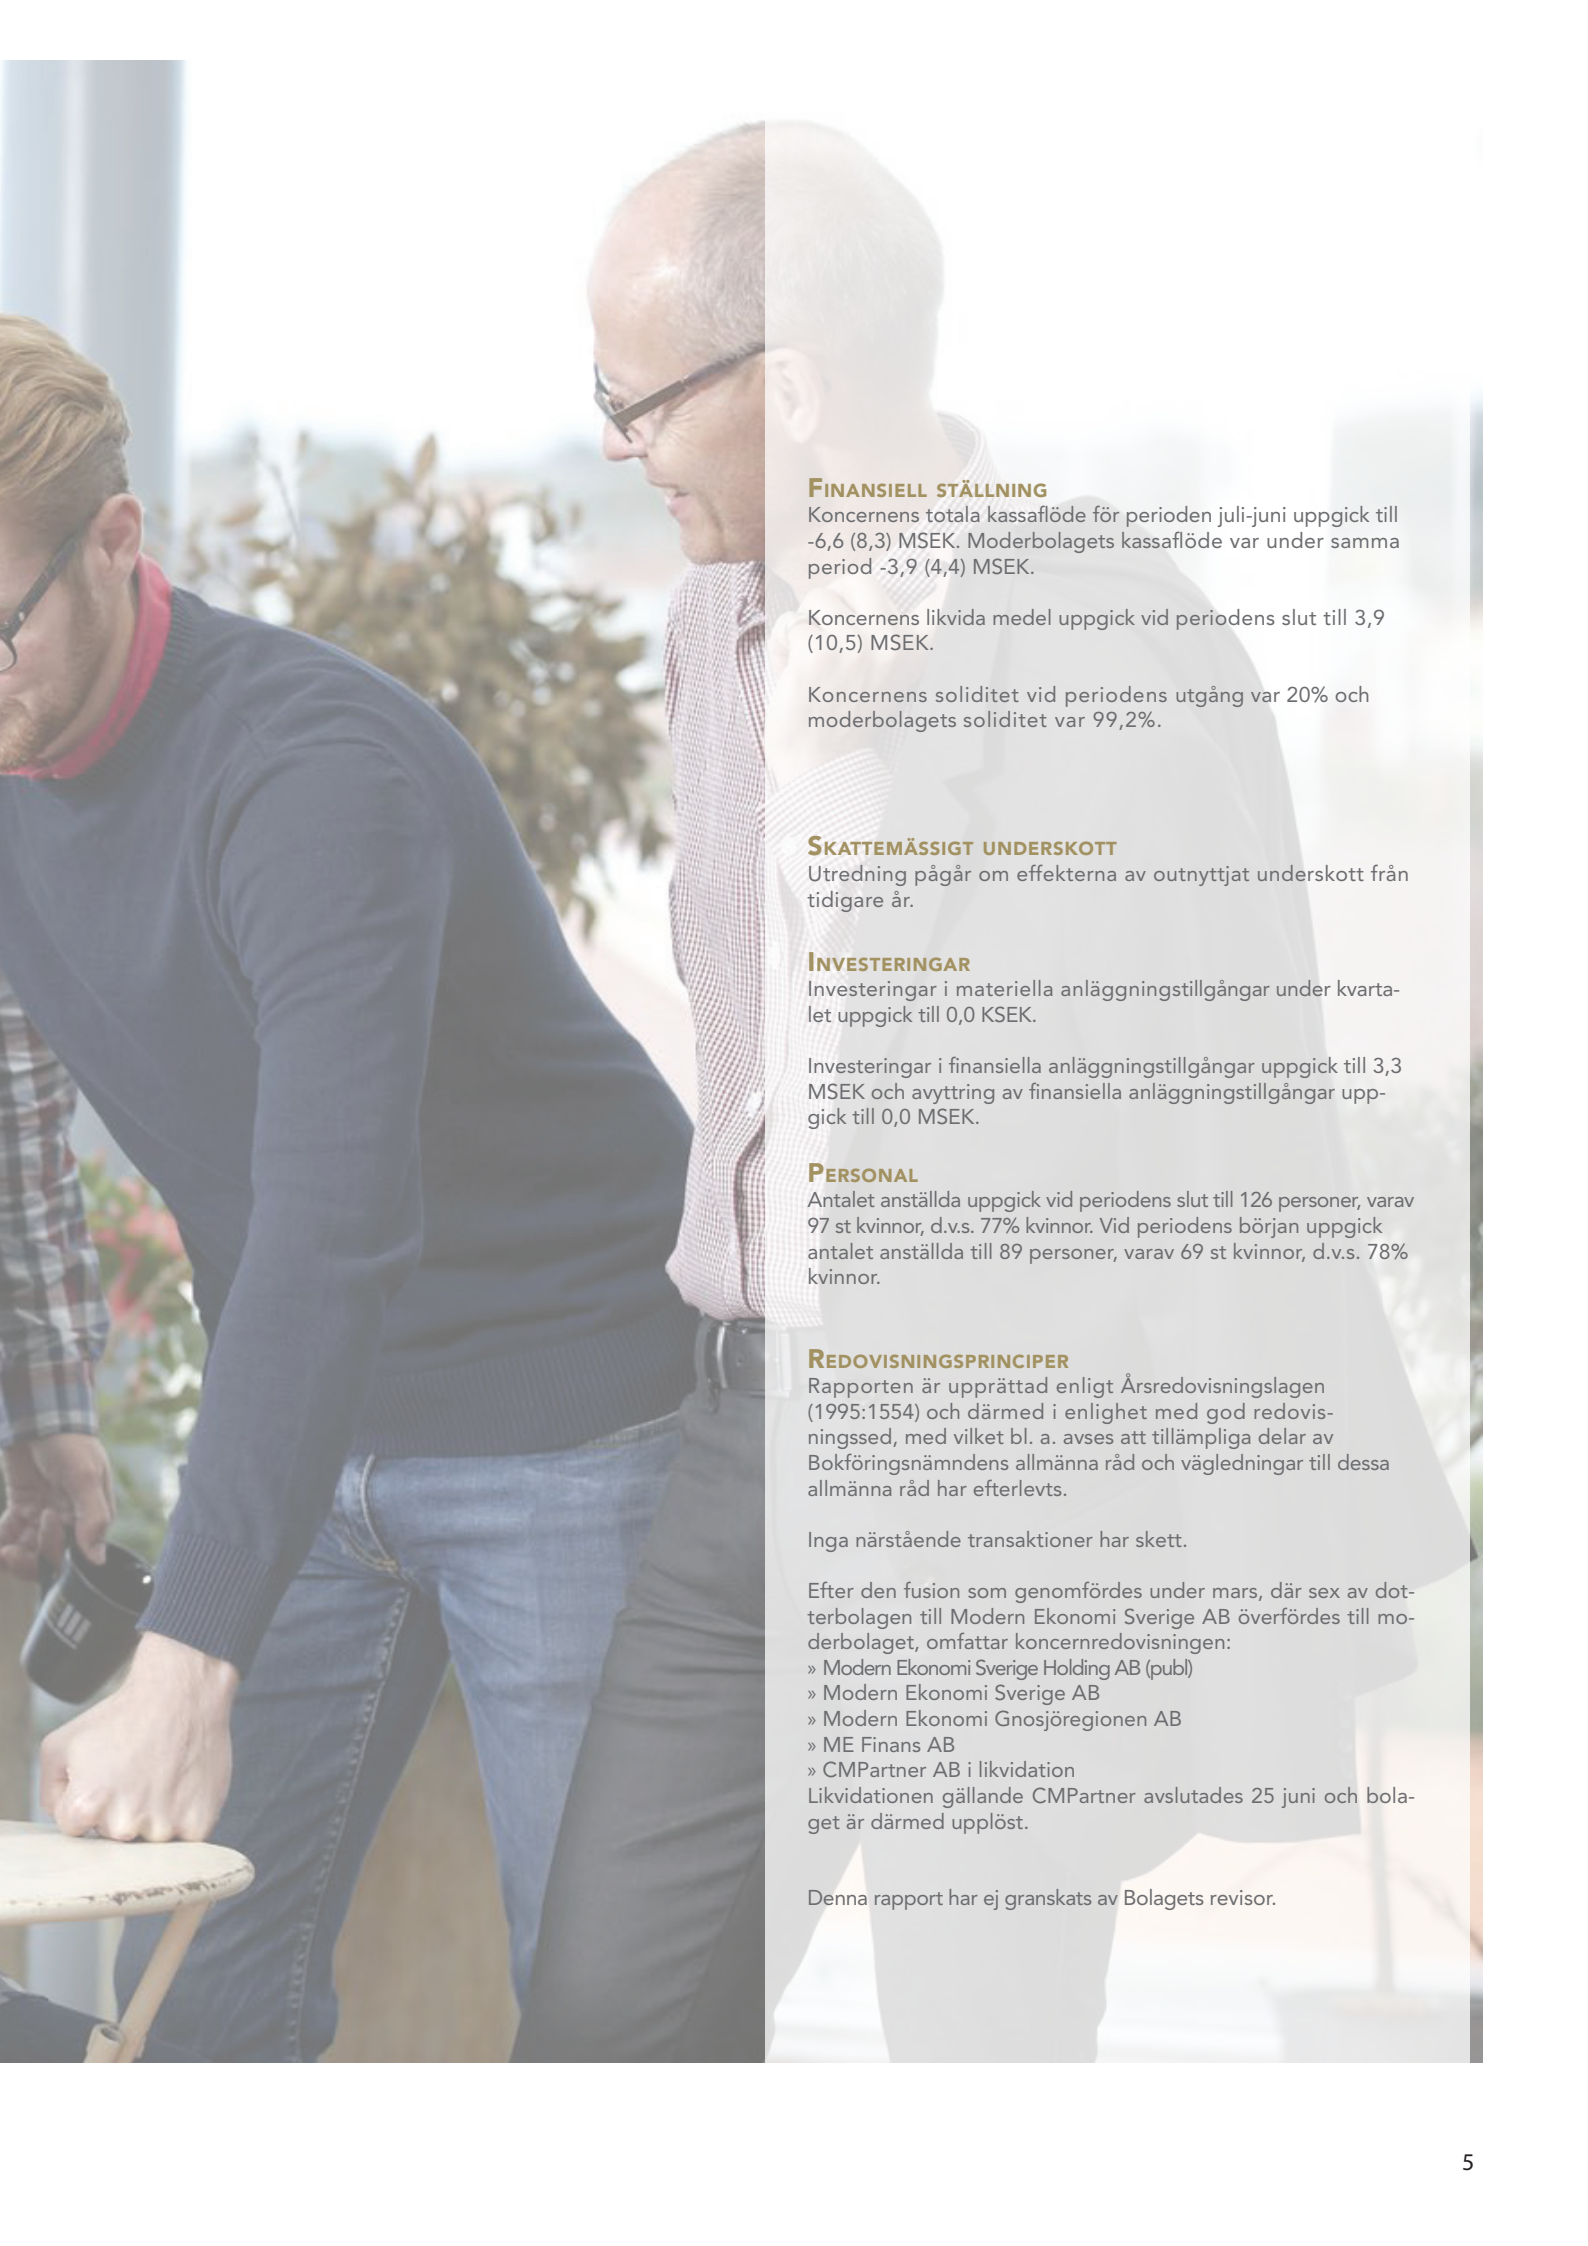 FINANSIELL STÄLLNING
Koncernens totala kassaflöde för perioden juli-juni uppgick till
-6,6 (8,3) MSEK. Moderbolagets kassaflöde var under samma
period -3,9 (4,4) MSEK.
Koncernens likvida medel uppgick vid periodens slut till 3,9
(10,5) MSEK.
Koncernens soliditet vid periodens utgång var 20% och
moderbolagets soliditet var 99,2%.
SKATTEMÄSSIGT UNDERSKOTT
Utredning pågår om effekterna av outnyttjat underskott från
tidigare år.
INVESTERINGAR
Investeringar i materiella anläggningstillgångar under kvarta-
let uppgick till 0,0 KSEK.
Investeringar i finansiella anläggningstillgångar uppgick till 3,3
MSEK och avyttring av finansiella anläggningstillgångar upp-
gick till 0,0 MSEK.
PERSONAL
Antalet anställda uppgick vid periodens slut till 126 personer, varav
97 st kvinnor, d.v.s. 77% kvinnor. Vid periodens början uppgick
antalet anställda till 89 personer, varav 69 st kvinnor, d.v.s. 78%
kvinnor.
REDOVISNINGSPRINCIPER
Rapporten är upprättad enligt Årsredovisningslagen
(1995:1554) och därmed i enlighet med god redovis-
ningssed, med vilket bl. a. avses att tillämpliga delar av
Bokföringsnämndens allmänna råd och vägledningar till dessa
allmänna råd har efterlevts.
Inga närstående transaktioner har skett.
Efter den fusion som genomfördes under mars, där sex av dot-
terbolagen till Modern Ekonomi Sverige AB överfördes till mo-
derbolaget, omfattar koncernredovisningen:
» Modern Ekonomi Sverige Holding AB (publ)
» Modern Ekonomi Sverige AB
» Modern Ekonomi Gnosjöregionen AB
» ME Finans AB
» CMPartner AB i likvidation
Likvidationen gällande CMPartner avslutades 25 juni och bola-
get är därmed upplöst.
Denna rapport har ej granskats av Bolagets revisor.
5